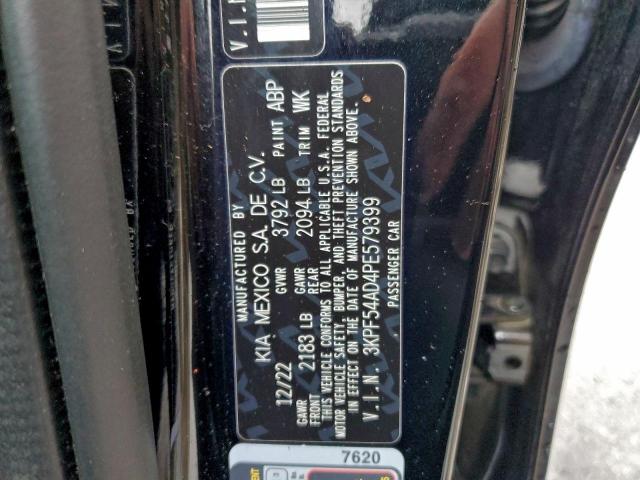 MANUFACTURED BY
KIA MEXICO S.A. DE C.V.
12/22 GVWR 3792 LB PAINT ABP
GAWR FRONT 2183 LB GAWR REAR 2094 LB TRIM WK
THIS VEHICLE CONFORMS TO ALL APPLICABLE U.S.A. FEDERAL
MOTOR VEHICLE SAFETY, BUMPER, AND THEFT PREVENTION STANDARDS
IN EFFECT ON THE DATE OF MANUFACTURE SHOWN ABOVE.
V.I.N. 3KPF54AD4PE579399
PASSENGER CAR
V.I.N
7620